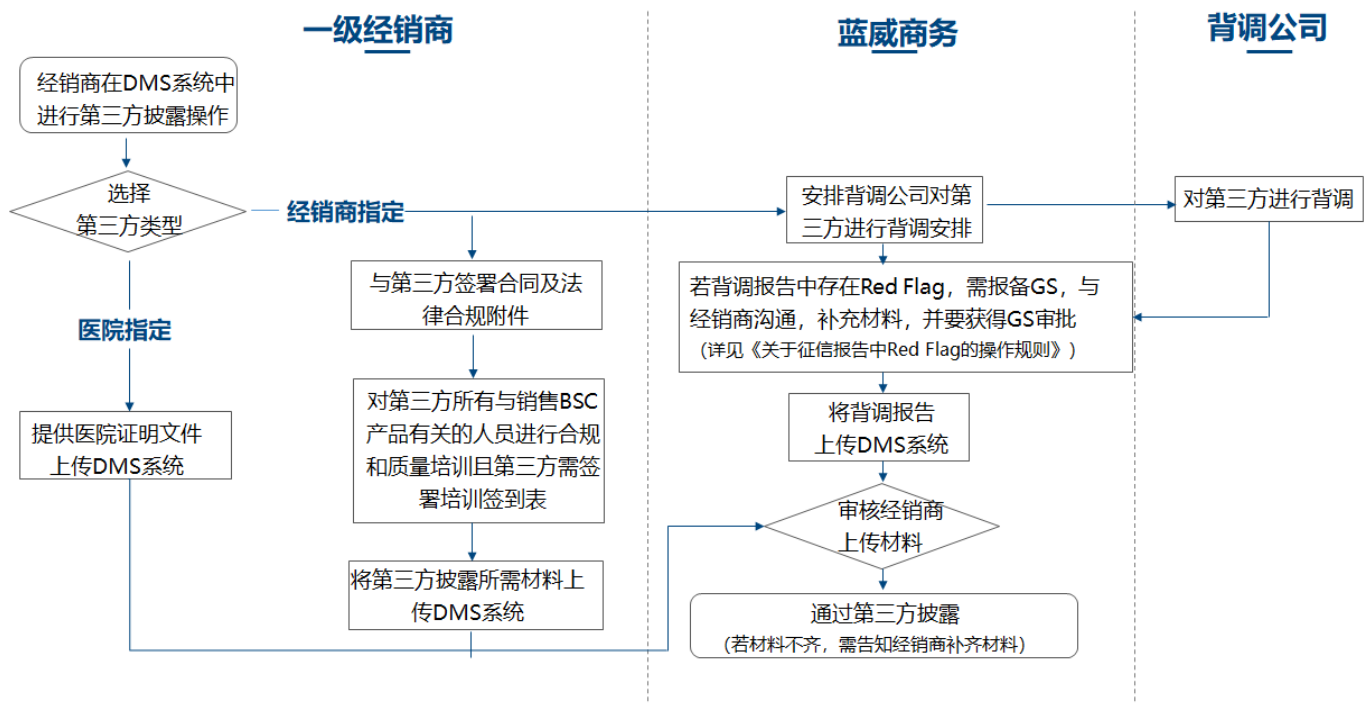 一级经销商
蓝威商务
背调公司
经销商在DMS系统中
进行第三方披露操作
选择
第三方类型
经销商指定
医院指定
提供医院证明文件
上传DMS系统
与第三方签署合同及法
律合规附件
对第三方所有与销售BSC
产品有关的人员进行合规
和质量培训且第三方需签
署培训签到表
将第三方披露所需材料上
传DMS系统
安排背调公司对第
三方进行背调安排
对第三方进行背调
若背调报告中存在Red Flag，需报备GS，与
经销商沟通，补充材料，并要获得GS审批
（详见《关于征信报告中Red Flag的操作规则》）
将背调报告
上传DMS系统
审核经销商
上传材料
通过第三方披露
（若材料不齐，需告知经销商补齐材料）